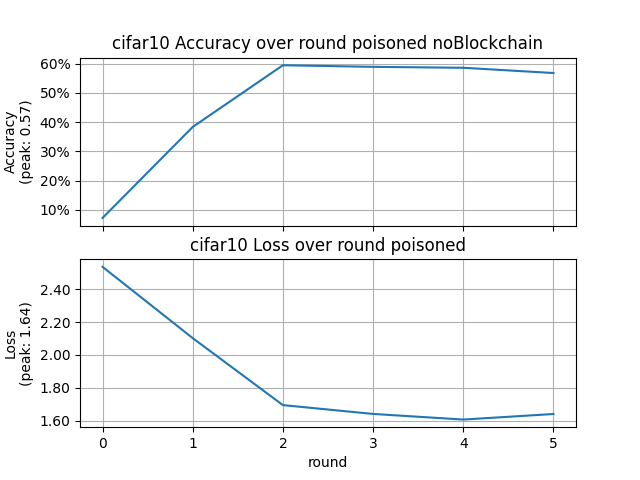 cifar10 Accuracy over round poisoned noBlockchain
Accuracy
(peak: 0.57)
60%
50%
40%
30%
20%
10%
cifar10 Loss over round poisoned
Loss
(peak: 1.64)
2.40
2.20
2.00
1.80
1.60
0 1 2 3 4 5
round